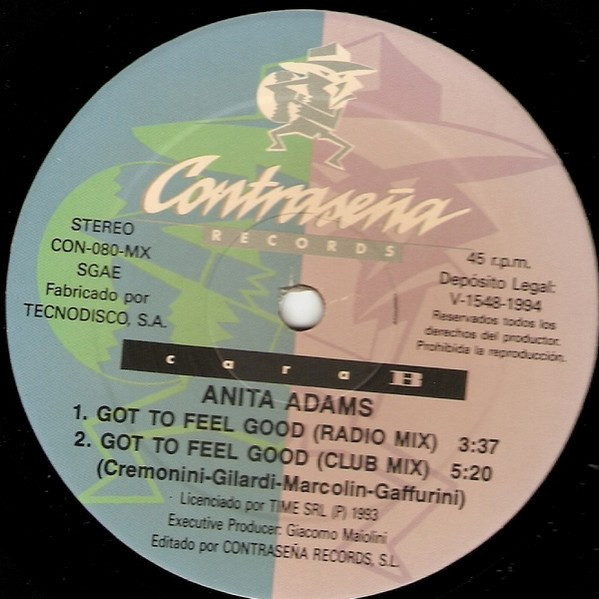 Contraseña
RECORDS
STEREO
CON-080-MX
SGAE
Fabricado por
TECNODISCO, S.A.
45 r.p.m.
Depósito Legal:
V-1548-1994
Reservados todos los
derechos del productor.
Prohibida la reproducción.
cara B
ANITA ADAMS
1. GOT TO FEEL GOOD (RADIO MIX) 3:37
2. GOT TO FEEL GOOD (CLUB MIX) 5:20
(Cremonini-Gilardi-Marcolin-Gaffurini)
Licenciado por TIME SRL (P) 1993
Executive Producer: Giacomo Maiolini
Editado por CONTRASEÑA RECORDS, S.L.